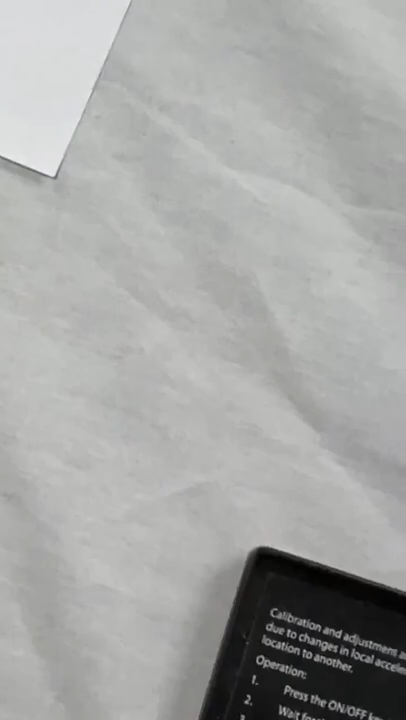 Calibration and adjustment
due to changes in local
location to another.
Operation:
1. Press the ON/OFF
2. Wait